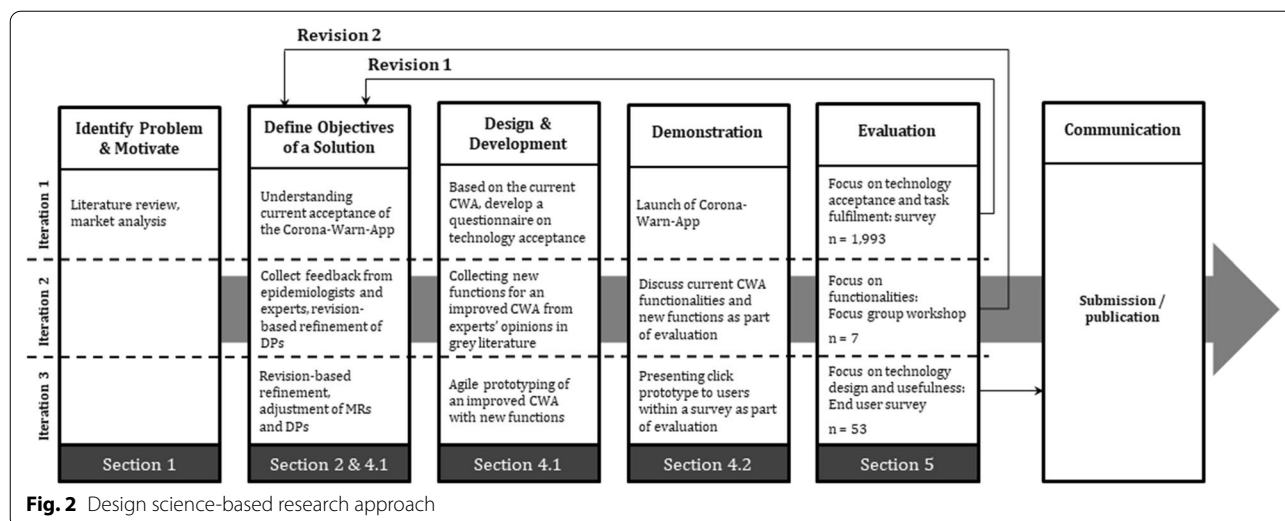 Revision 2
Revision 1
Identify Problem
& Motivate
Define Objectives
of a Solution
Design &
Development
Demonstration
Evaluation
Communication
Iteration 1
Literature review,
market analysis
Understanding
current acceptance of
the Corona-Warn-App
Based on the current
CWA, develop a
questionnaire on
technology acceptance
Launch of Corona-
Warn-App
Focus on technology
acceptance and task
fulfilment: survey
n = 1,993
Iteration 2
Collect feedback from
epidemiologists and
experts, revision-
based refinement of
DPs
Collecting new
functions for an
improved CWA from
experts' opinions in
grey literature
Discuss current CWA
functionalities and
new functions as part
of evaluation
Focus on
functionalities:
Focus group workshop
n = 7
Submission /
publication
Iteration 3
Revision-based
refinement,
adjustment of MRs
and DPs
Agile prototyping of
an improved CWA
with new functions
Presenting click
prototype to users
within a survey as part
of evaluation
Focus on technology
design and usefulness:
End user survey
n = 53
Section 1
Section 2 & 4.1
Section 4.1
Section 4.2
Section 5
Fig. 2 Design science-based research approach